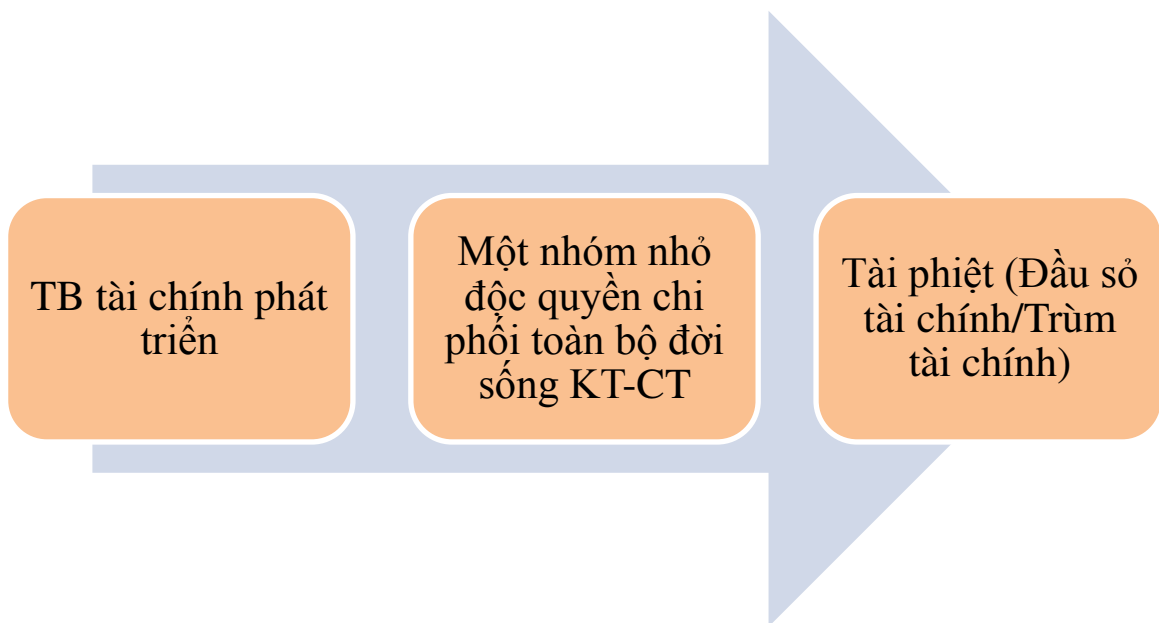 TB tài chính phát
triển
Một nhóm nhỏ
độc quyền chi
phối toàn bộ đời
sống KT-CT
Tài phiệt (Đầu sỏ
tài chính/Trùm
tài chính)